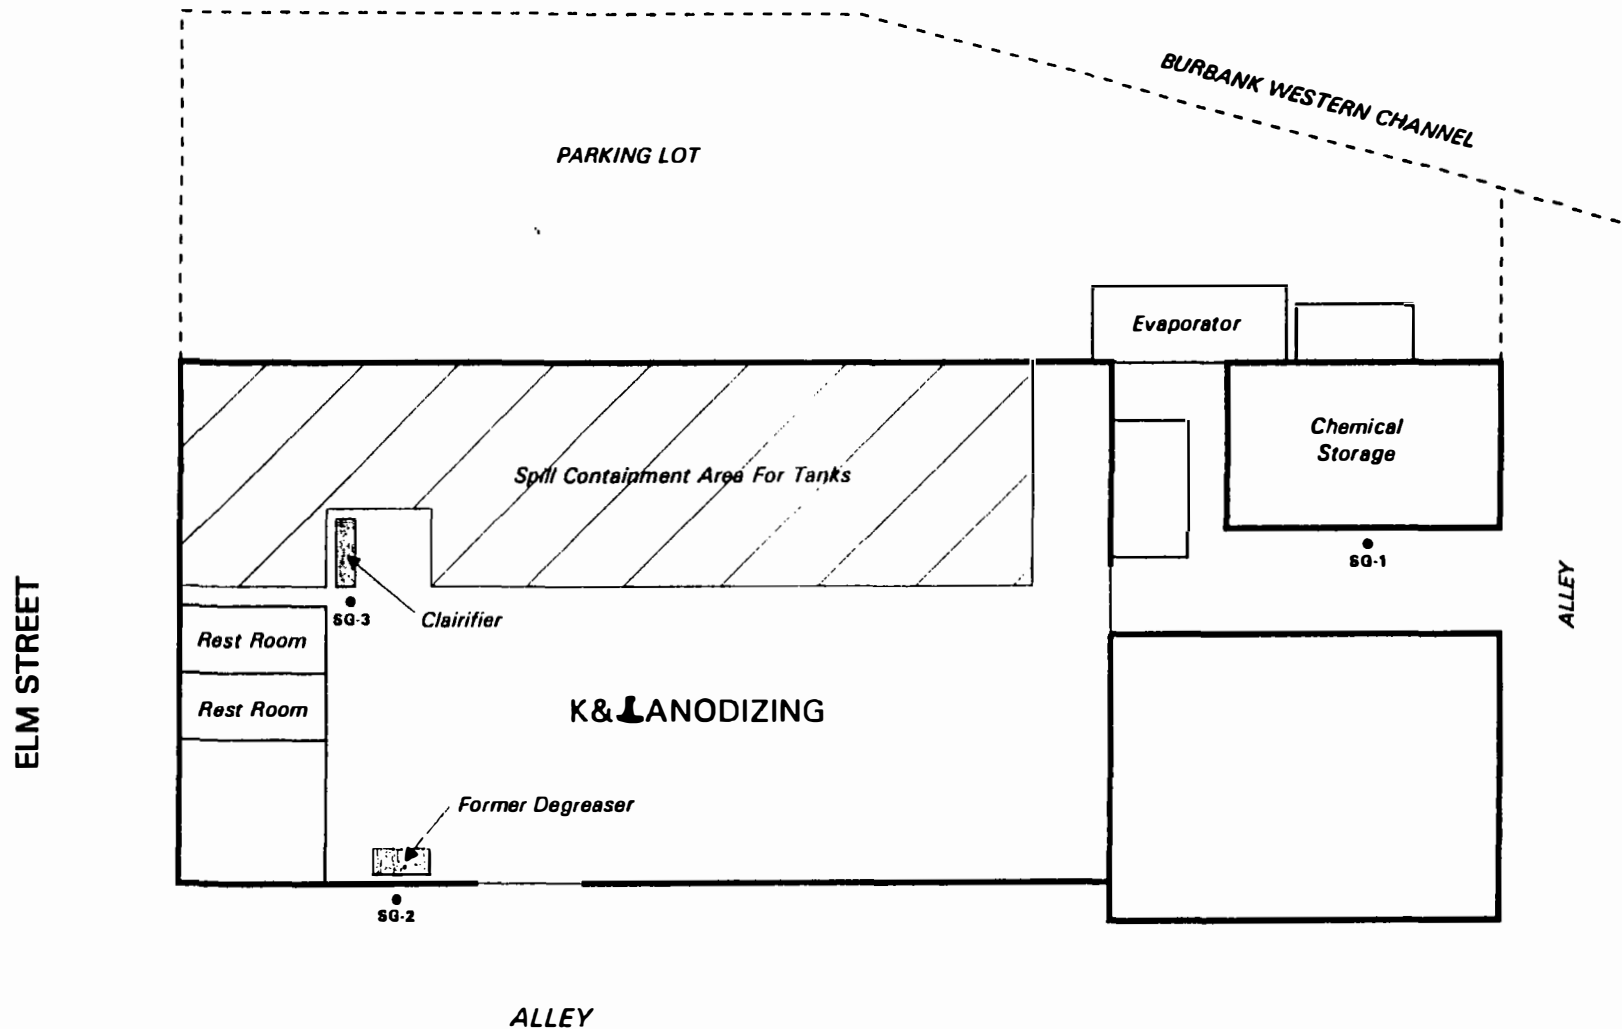 BURBANK WESTERN CHANNEL
PARKING LOT
Evaporator
Chemical
Storage
Spill Containment Area For Tanks
SG-1
ALLEY
ELM STREET
SG-3
Clairifier
Rest Room
Rest Room
K& ANODIZING
Former Degreaser
SG-2
ALLEY